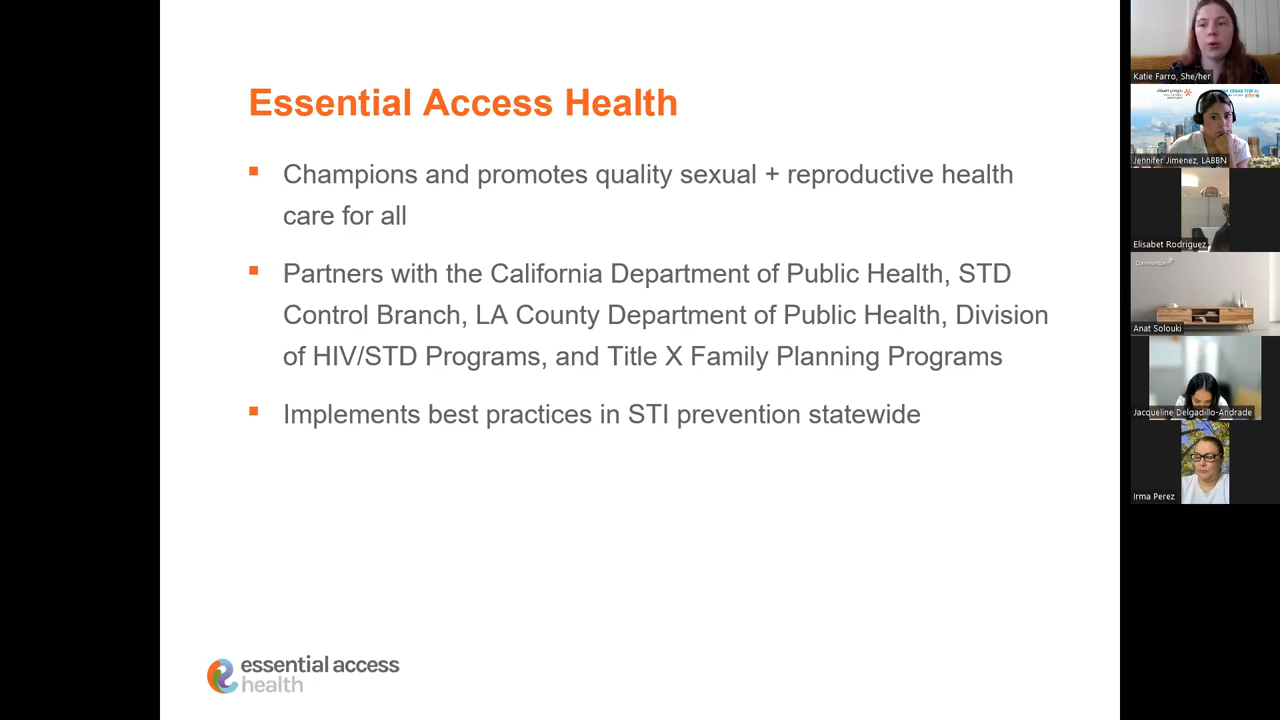 Essential Access Health
Champions and promotes quality sexual + reproductive health
care for all
Partners with the California Department of Public Health, STD
Control Branch, LA County Department of Public Health, Division
of HIV/STD Programs, and Title X Family Planning Programs
Implements best practices in STI prevention statewide
essential access
health
Katie Farro, She/her
Jennifer Jimenez, LABBN
Elisabet Rodriguez
Anat Solouki
Jacqueline Delgadillo-Andrade
Irma Perez